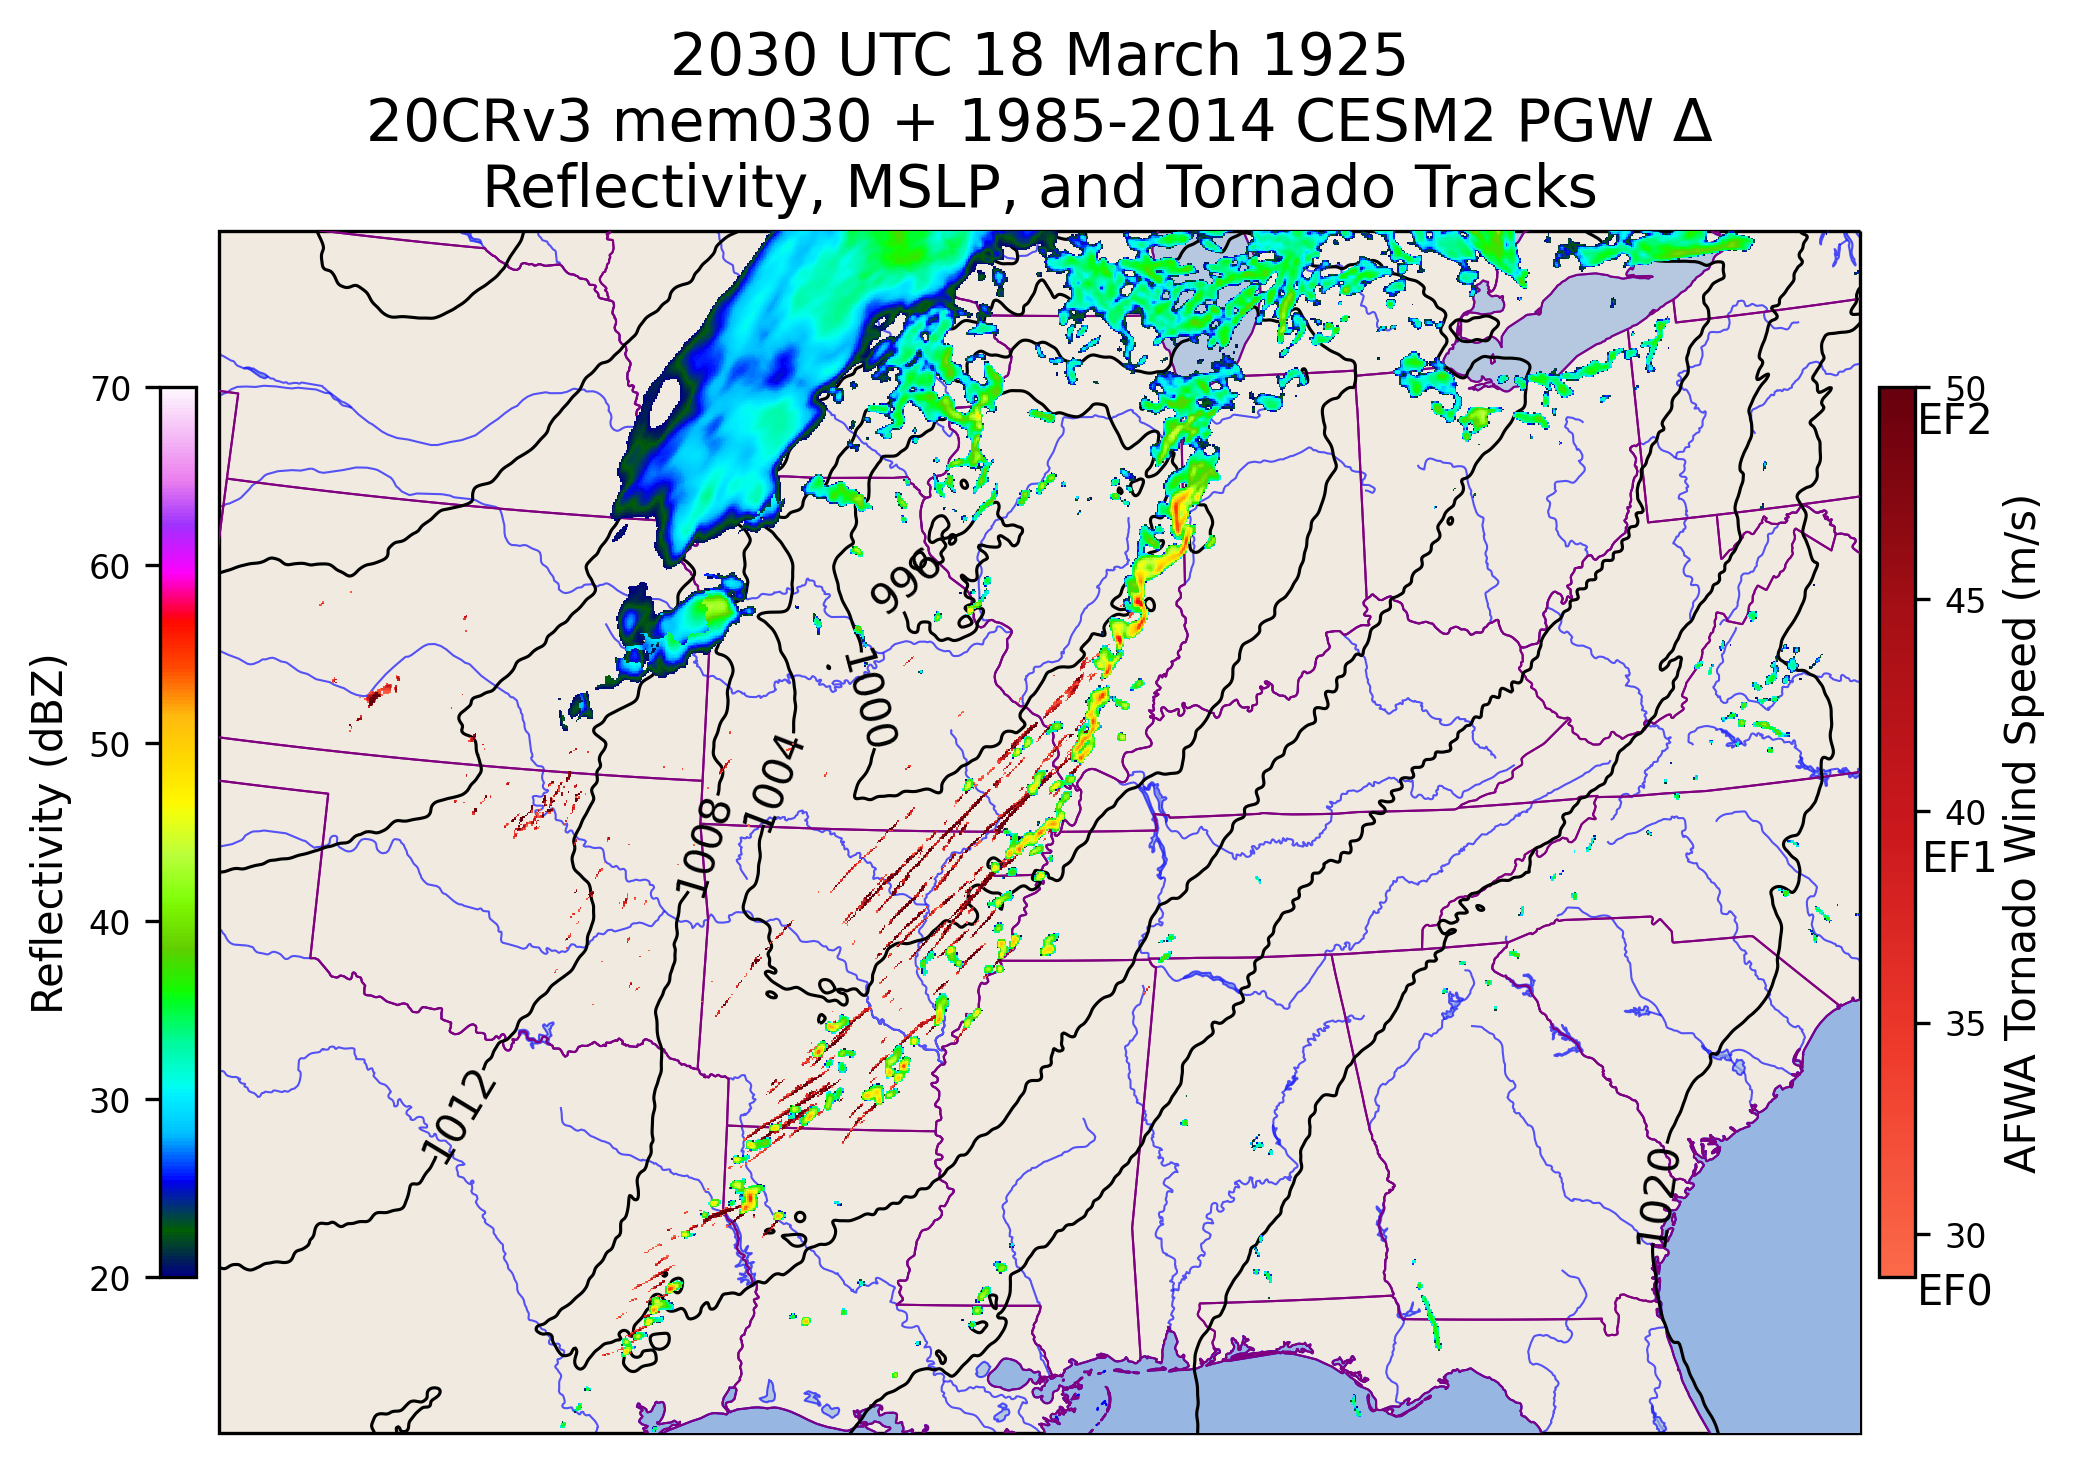 2030 UTC 18 March 1925
20CRv3 mem030 + 1985-2014 CESM2 PGW Δ
Reflectivity, MSLP, and Tornado Tracks
Reflectivity (dBZ)
70
60
50
40
30
20
996
1000
1004
1008
1012
1020
50
EF2
45
40
EF1
35
30
EF0
AFWA Tornado Wind Speed (m/s)